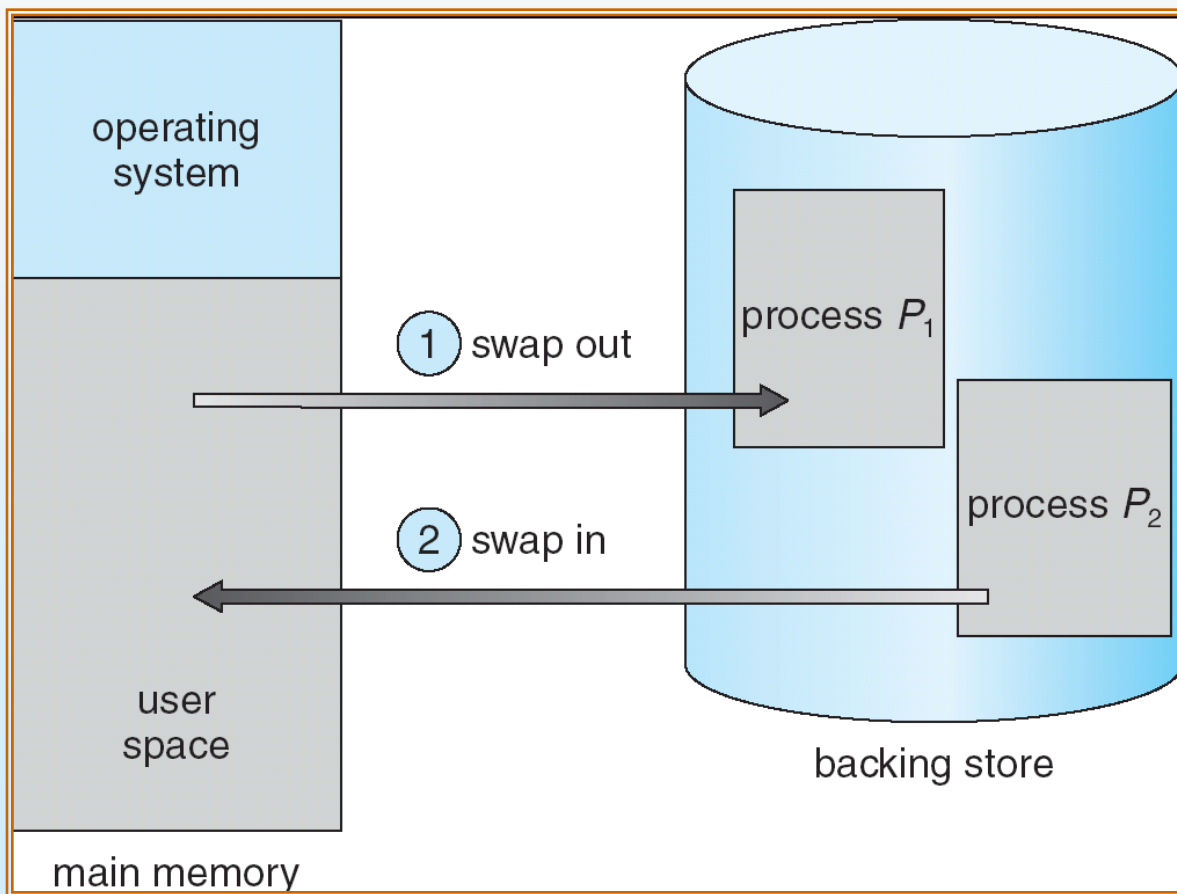 operating
system
process P₁
1 swap out
process P₂
2 swap in
user
space
backing store
main memory